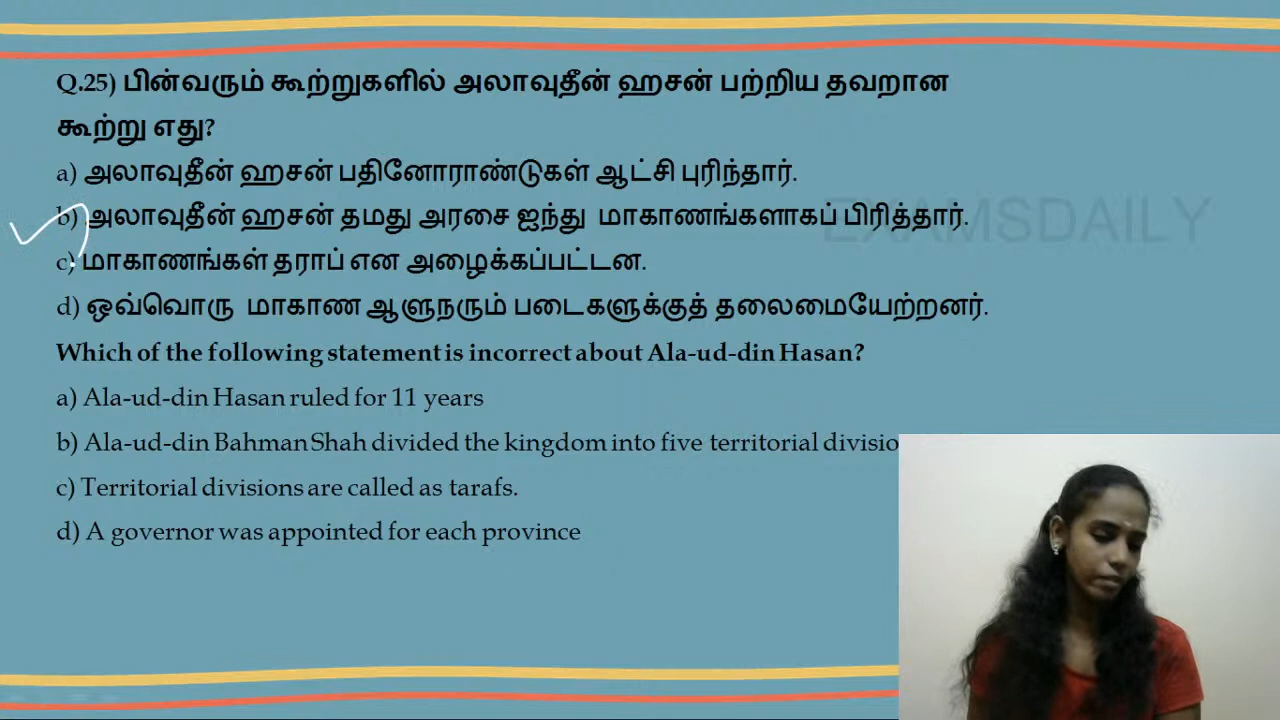 Q.25) பின்வரும் கூற்றுகளில் அலாவுதீன் ஹசன் பற்றிய தவறான
கூற்று எது?
a) அலாவுதீன் ஹசன் பதினோராண்டுகள் ஆட்சி புரிந்தார்.
b) அலாவுதீன் ஹசன் தமது அரசை ஐந்து மாகாணங்களாகப் பிரித்தார்.
EXAMSDAILY
c) மாகாணங்கள் தராப் என அழைக்கப்பட்டன.
d) ஒவ்வொரு மாகாண ஆளுநரும் படைகளுக்குத் தலைமையேற்றனர்.
Which of the following statement is incorrect about Ala-ud-din Hasan?
a) Ala-ud-din Hasan ruled for 11 years
b) Ala-ud-din Bahman Shah divided the kingdom into five territorial
c) Territorial divisions are called as tarafs.
d) A governor was appointed for each province